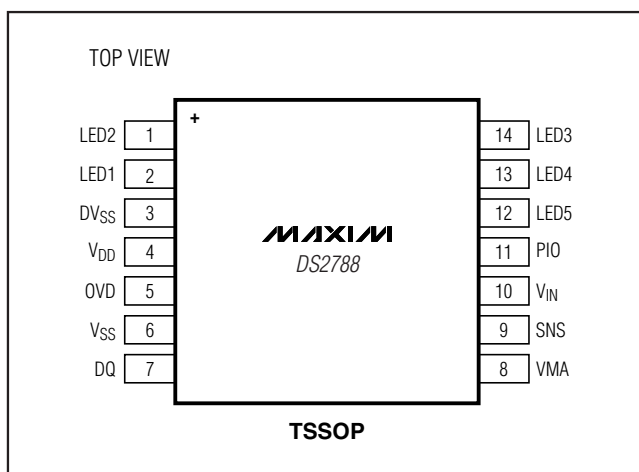 TOP VIEW
+
LED2 1
LED1 2
DVSS 3
VDD 4
OVD 5
VSS 6
DQ 7
MAXIM
DS2788
14 LED3
13 LED4
12 LED5
11 PIO
10 VIN
9 SNS
8 VMA
TSSOP